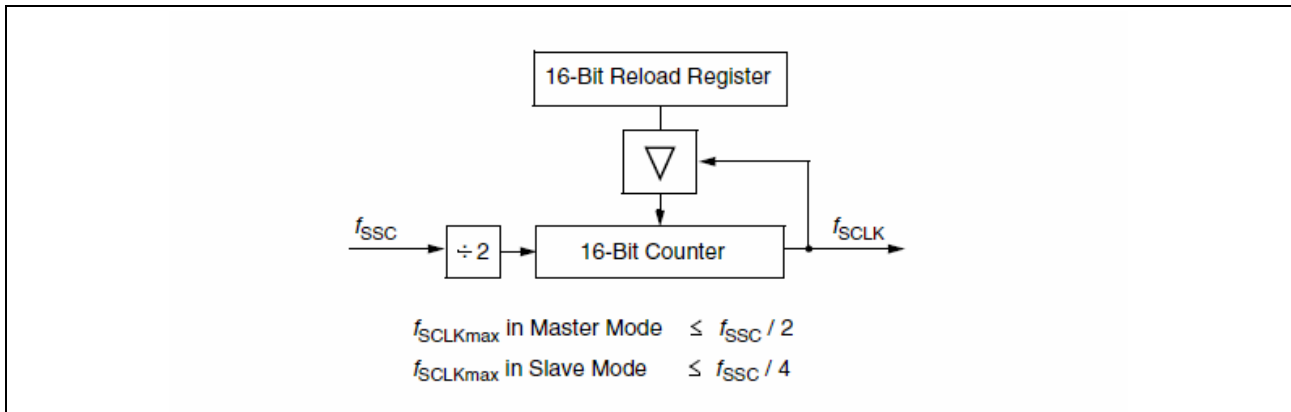 16-Bit Reload Register
▽
fSSC
÷2
16-Bit Counter
fSCLK
fSCLKmax in Master Mode ≤ fSSC / 2
fSCLKmax in Slave Mode ≤ fSSC / 4